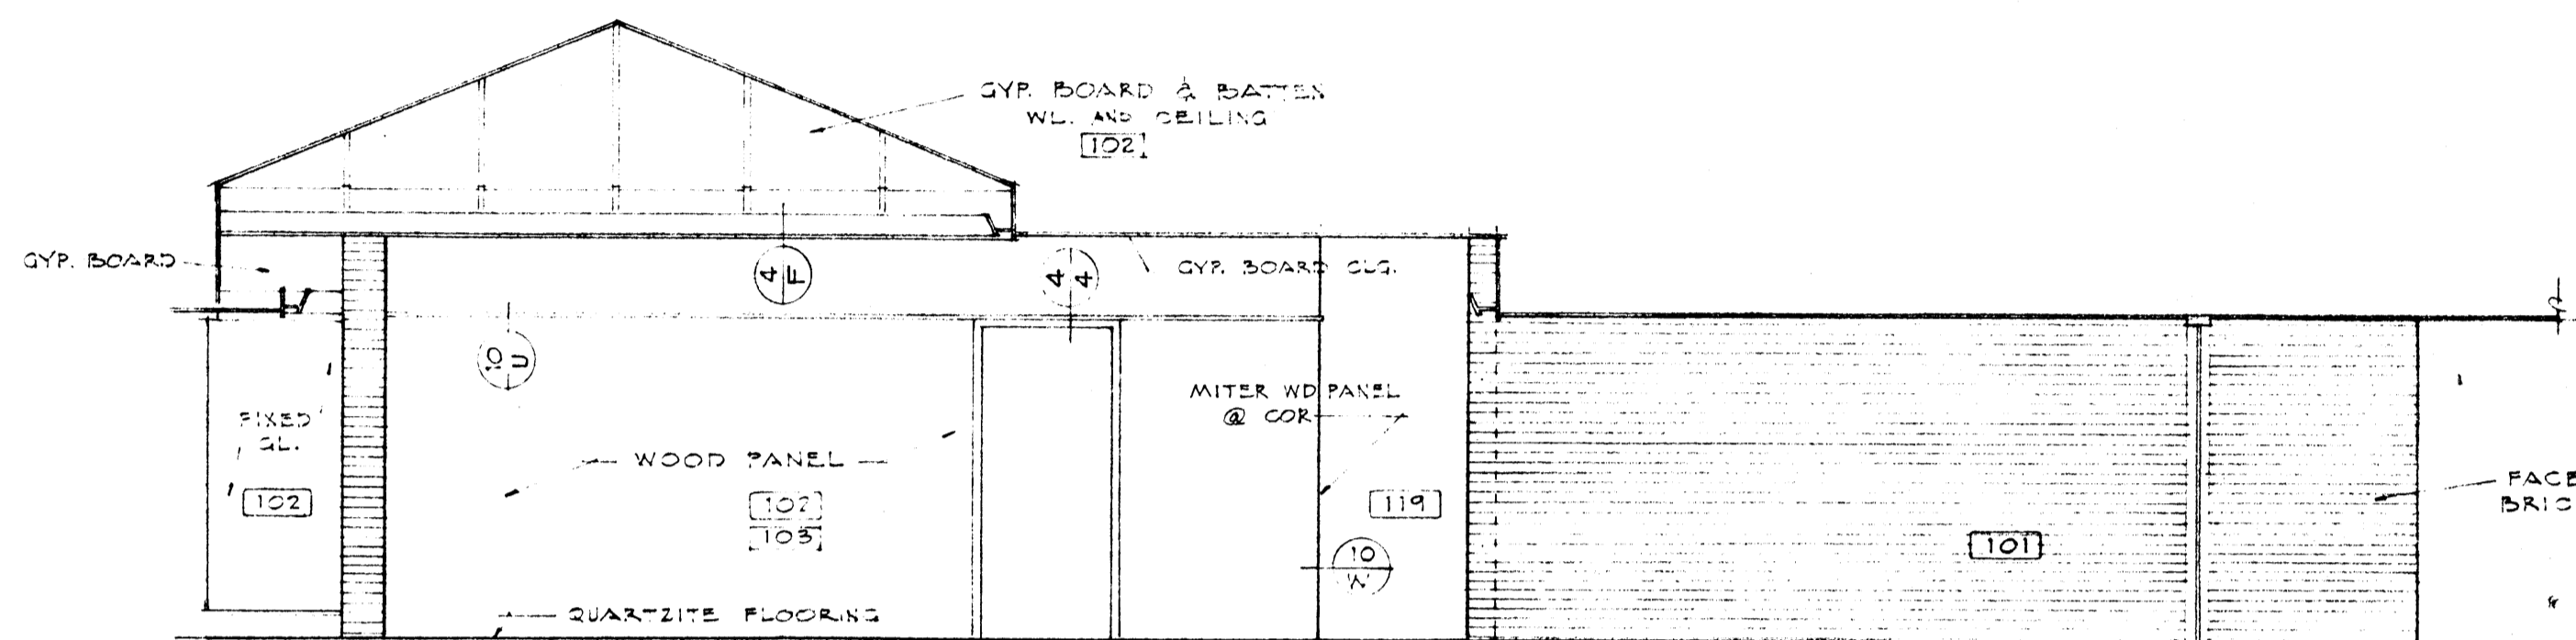 GYP. BOARD & BATTEN
WL. AND CEILING
102
GYP. BOARD
4
F
4
4
GYP. BOARD CLG.
10
U
MITER WD PANEL
@ COR
FIXED
GL.
102
WOOD PANEL
102
103
119
FACE
BRIC
101
10
W
QUARTZITE FLOORING